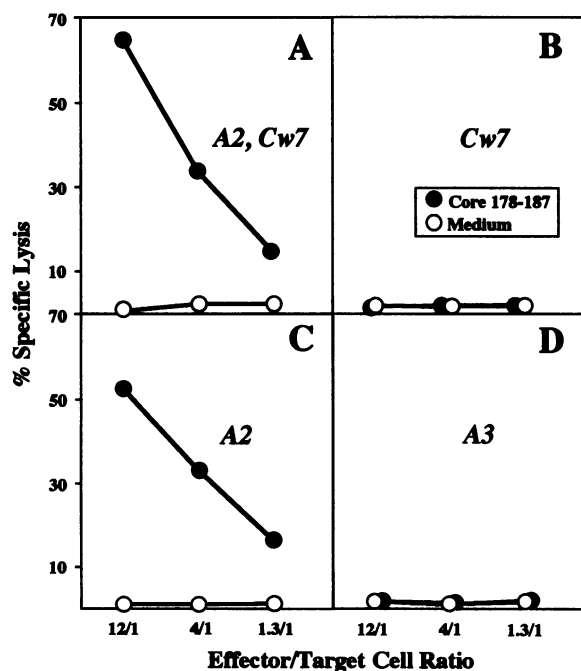 70
50
30
10
70
50
30
10
% Specific Lysis
A
A2, Cw7
B
Cw7
Core 178-187
Medium
C
A2
D
A3
12/1 4/1 1.3/1 12/1 4/1 1.3/1
Effector/Target Cell Ratio